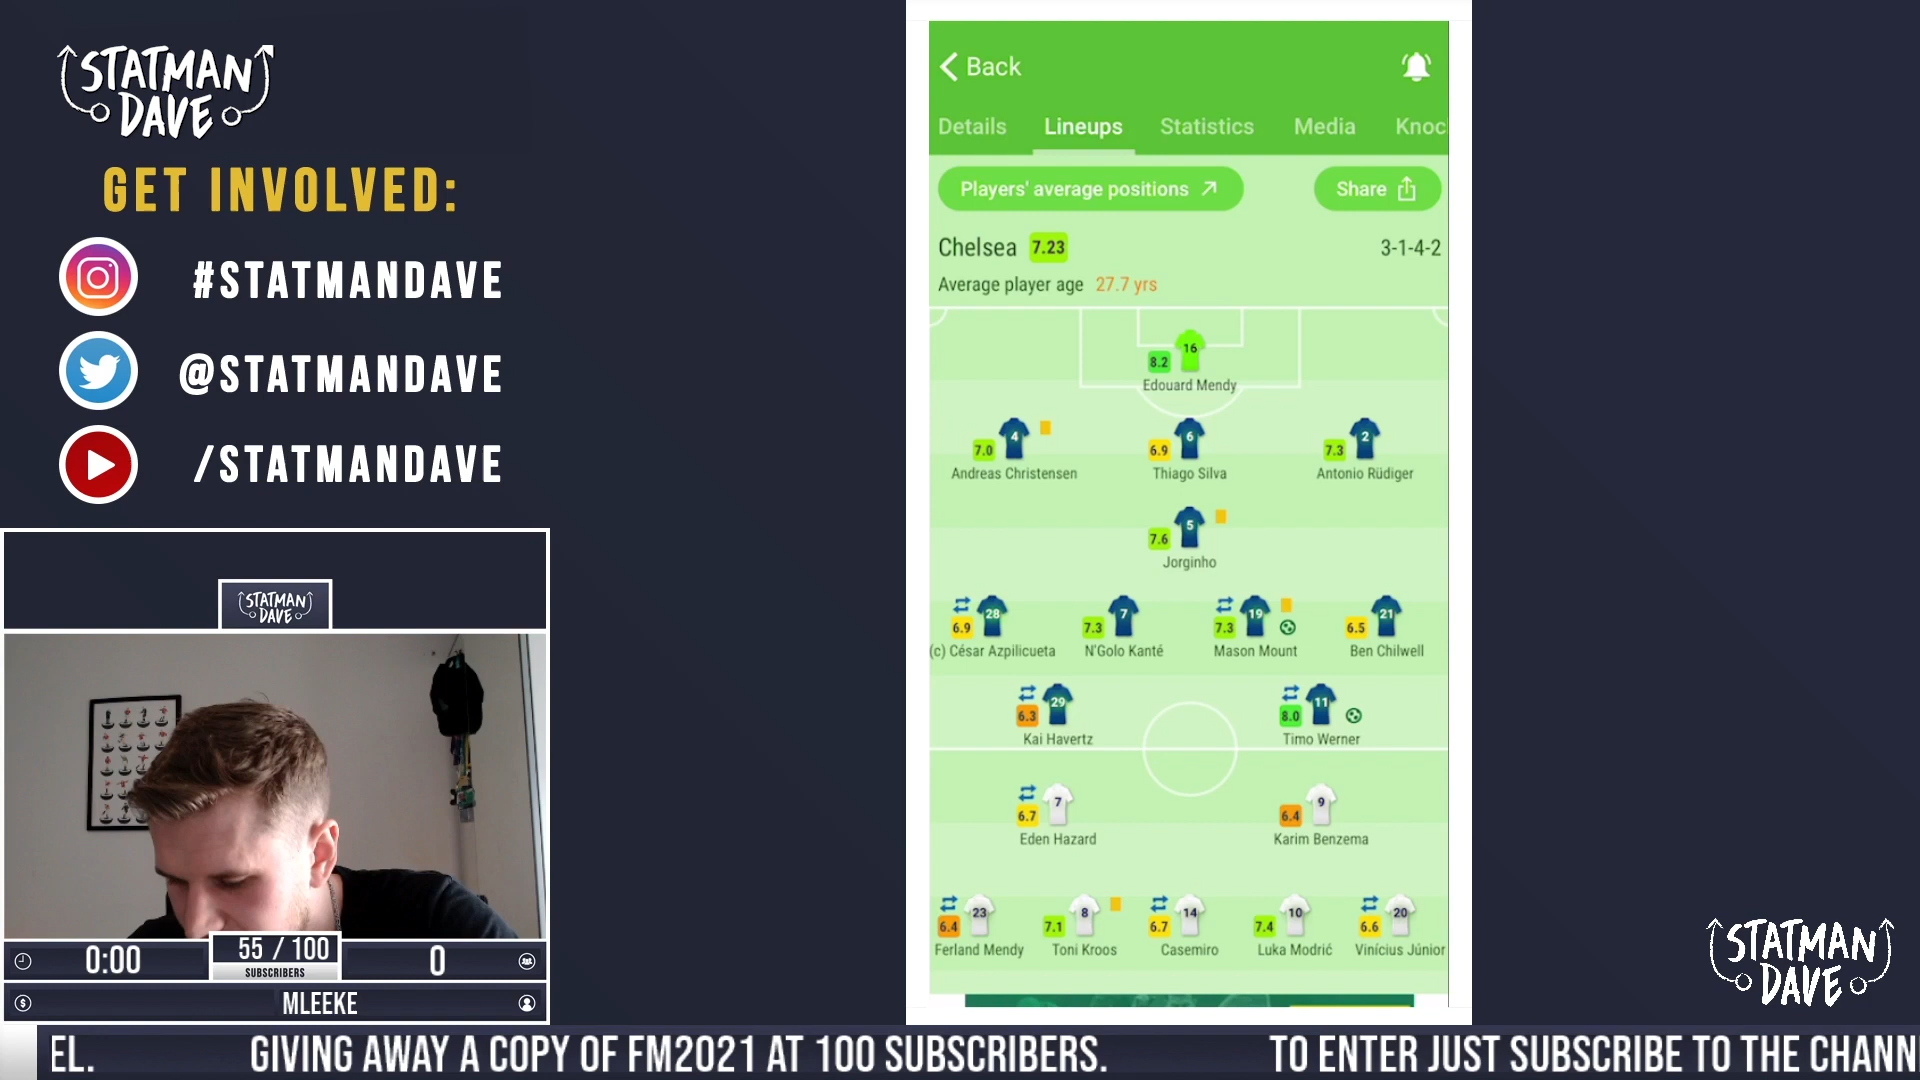 STATMAN
DAVE
GET INVOLVED:
#STATMANDAVE
@STATMANDAVE
/STATMANDAVE
STATMAN
DAVE
0:00
55 / 100
SUBSCRIBERS
0
$
MLEEKE
Back
Details Lineups Statistics Media Knoc
Players' average positions
Share
Chelsea 7.23
3-1-4-2
Average player age 27.7 yrs
16
8.2
Edouard Mendy
4
7.0
Andreas Christensen
6
6.9
Thiago Silva
2
7.3
Antonio Rüdiger
5
7.6
Jorginho
28
6.9
(c) César Azpilicueta
7
7.3
N'Golo Kanté
19
7.3
Mason Mount
21
6.5
Ben Chilwell
29
6.3
Kai Havertz
11
8.0
Timo Werner
7
6.7
Eden Hazard
9
6.4
Karim Benzema
23
6.4
Ferland Mendy
8
7.1
Toni Kroos
14
6.7
Casemiro
10
7.4
Luka Modrić
20
6.6
Vinícius Júnior
STATMAN
DAVE
EL. GIVING AWAY A COPY OF FM2021 AT 100 SUBSCRIBERS. TO ENTER JUST SUBSCRIBE TO THE CHANN